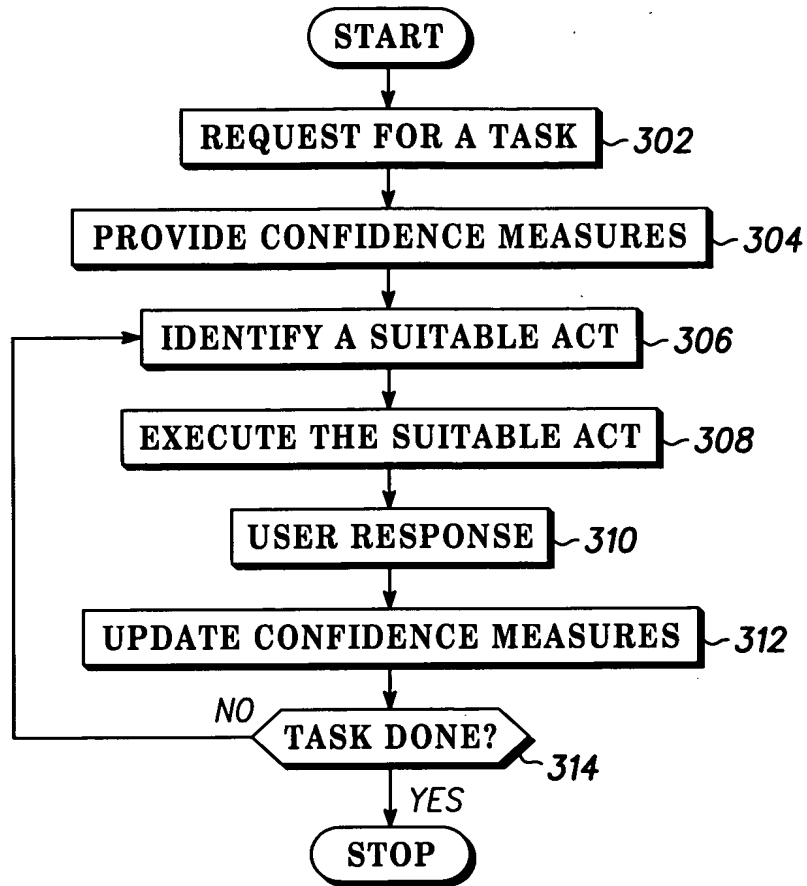 START
REQUEST FOR A TASK 302
PROVIDE CONFIDENCE MEASURES 304
IDENTIFY A SUITABLE ACT 306
EXECUTE THE SUITABLE ACT 308
USER RESPONSE 310
UPDATE CONFIDENCE MEASURES 312
NO
TASK DONE? 314
YES
STOP